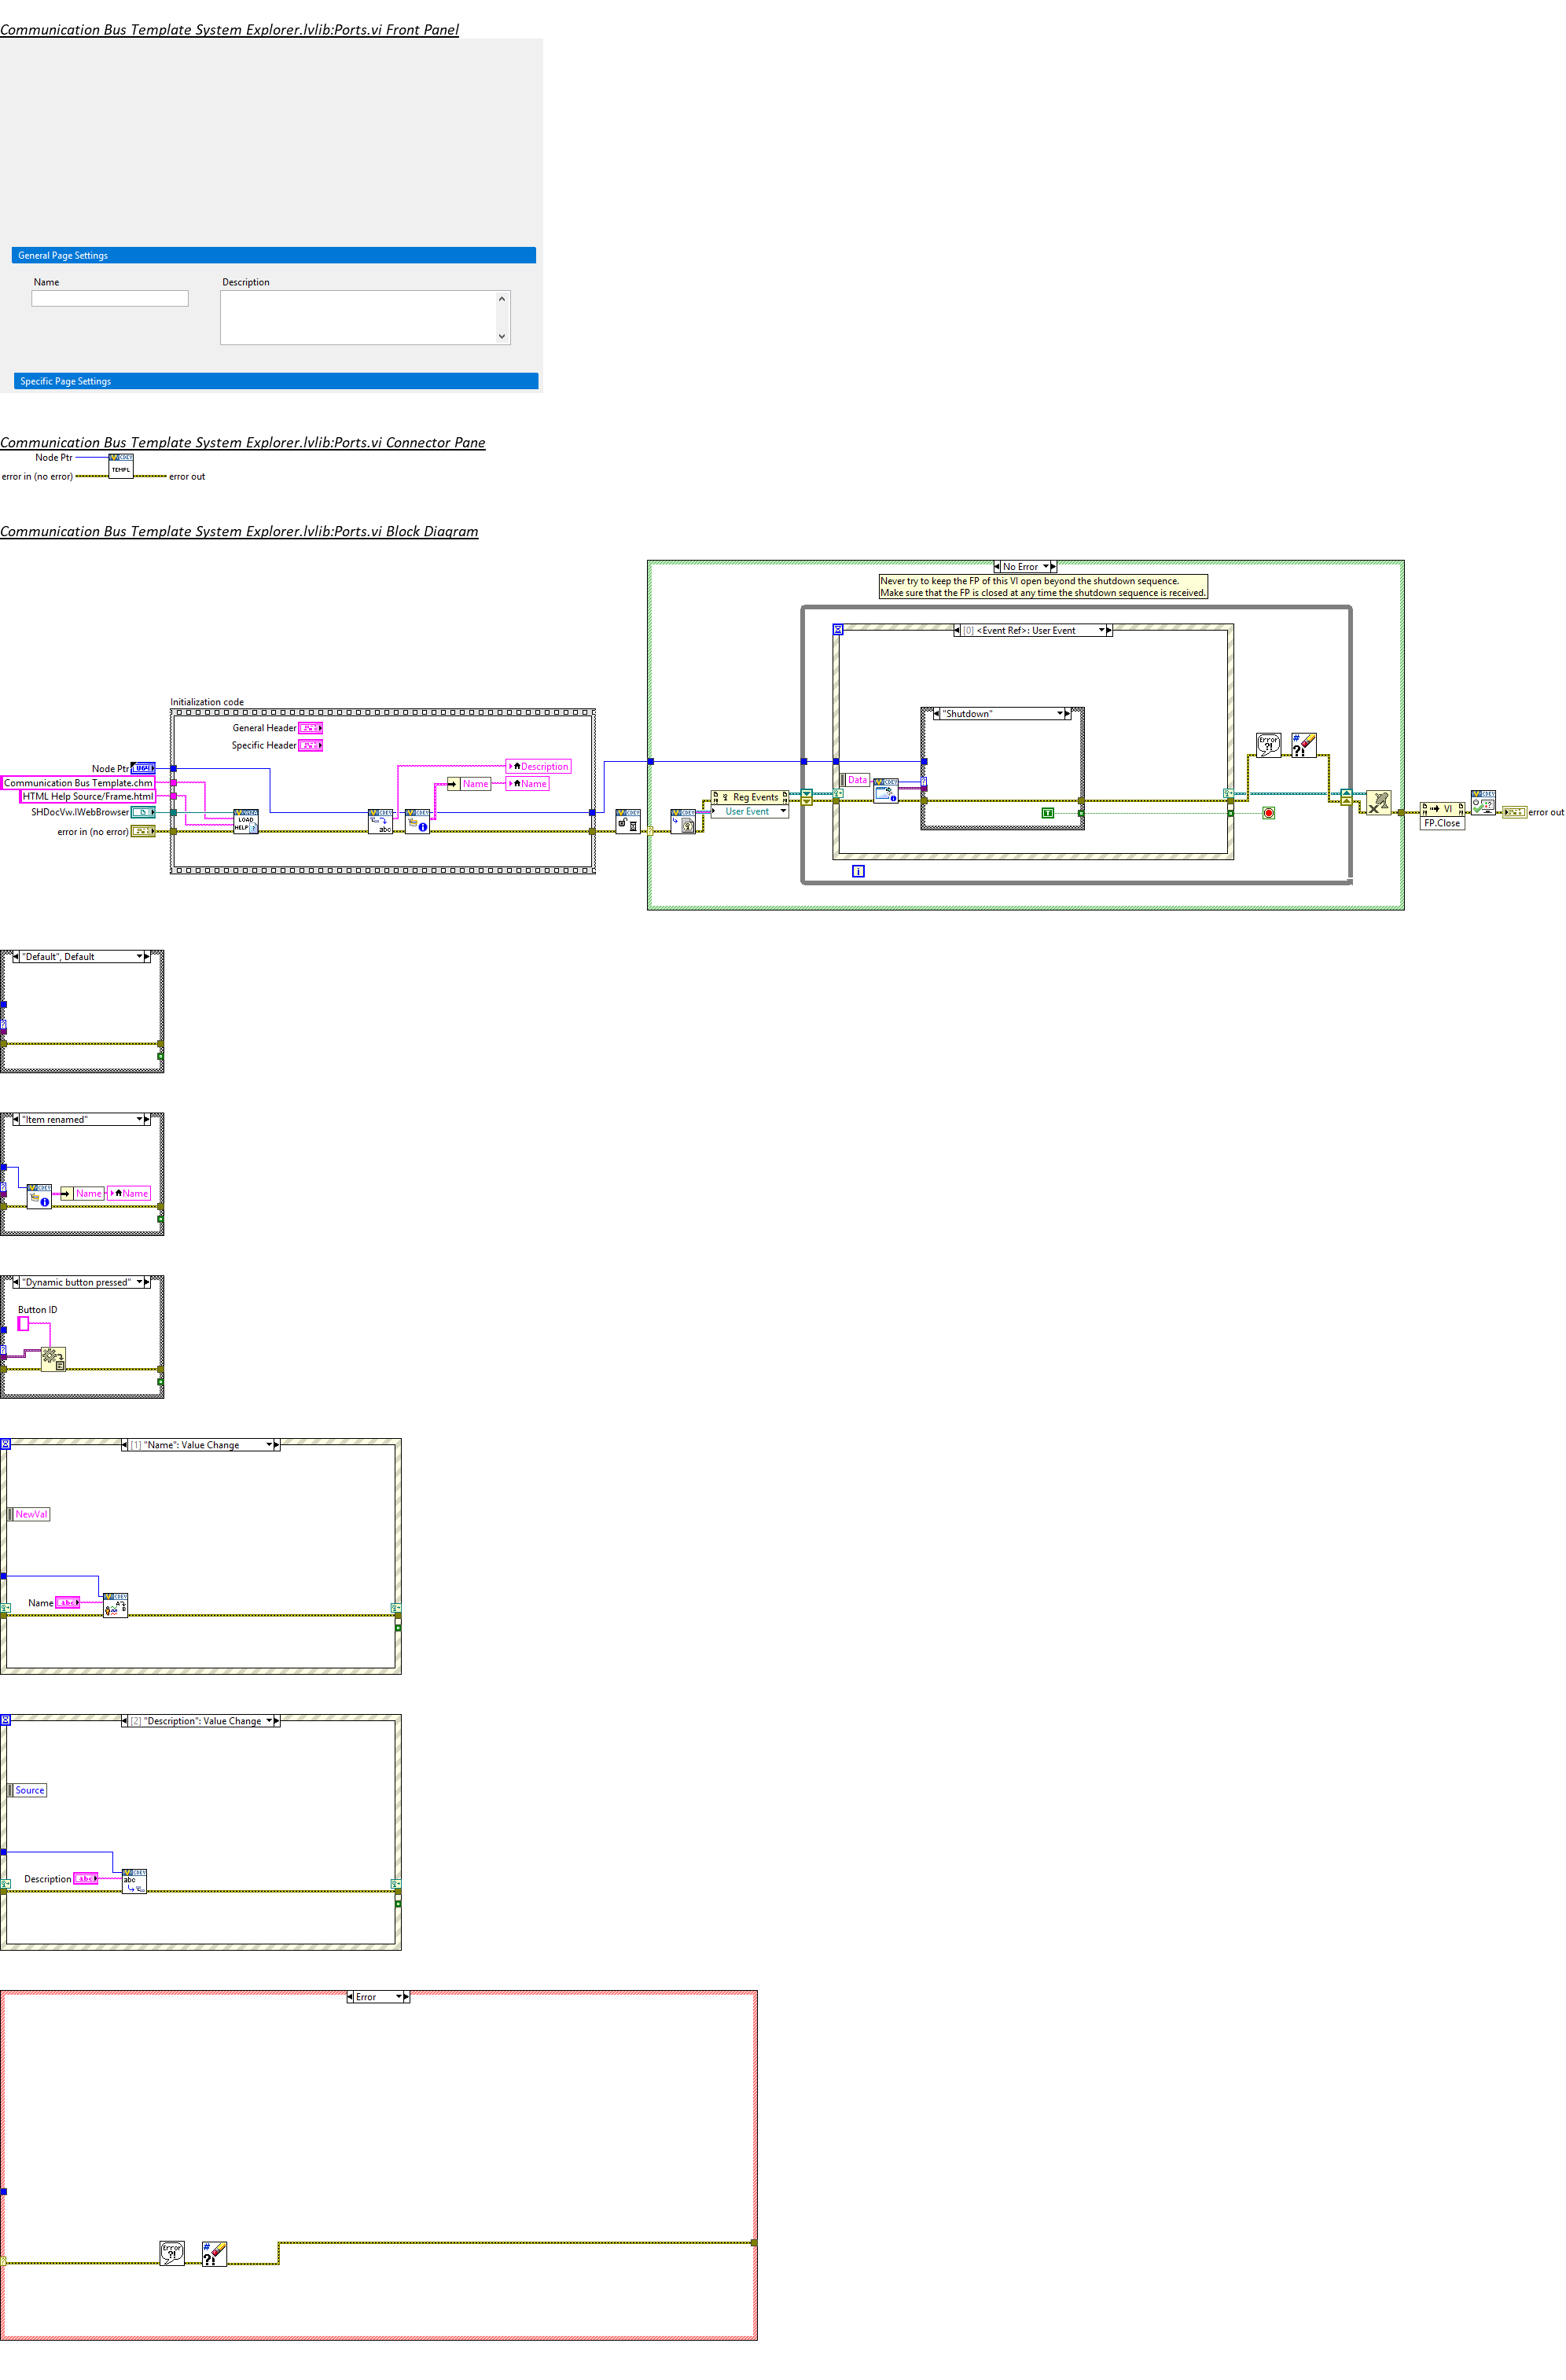 Communication Bus Template System Explorer.lvlib:Ports.vi Front Panel
General Page Settings
Name
Description
Specific Page Settings
Communication Bus Template System Explorer.lvlib:Ports.vi Connector Pane
Node Ptr
error in (no error)
TEMPL
error out
Communication Bus Template System Explorer.lvlib:Ports.vi Block Diagram
No Error
Never try to keep the FP of this VI open beyond the shutdown sequence.
Make sure that the FP is closed at any time the shutdown sequence is received.
[0] <Event Ref>: User Event
Initialization code
"Shutdown"
General Header
Specific Header
Node Ptr
Description
Communication Bus Template.chm
Name
Name
HTML Help Source/Frame.html
SHDocVw.IWebBrowser
error in (no error)
LOAD
HELP
abc
Reg Events
User Event
Data
Error
?!
#
?!
T
i
VI
FP.Close
error out
"Default", Default
"Item renamed"
Name
Name
"Dynamic button pressed"
Button ID
[1] "Name": Value Change
NewVal
Name
abc
[2] "Description": Value Change
Source
Description
abc
abc
Error
Error
?!
#
?!